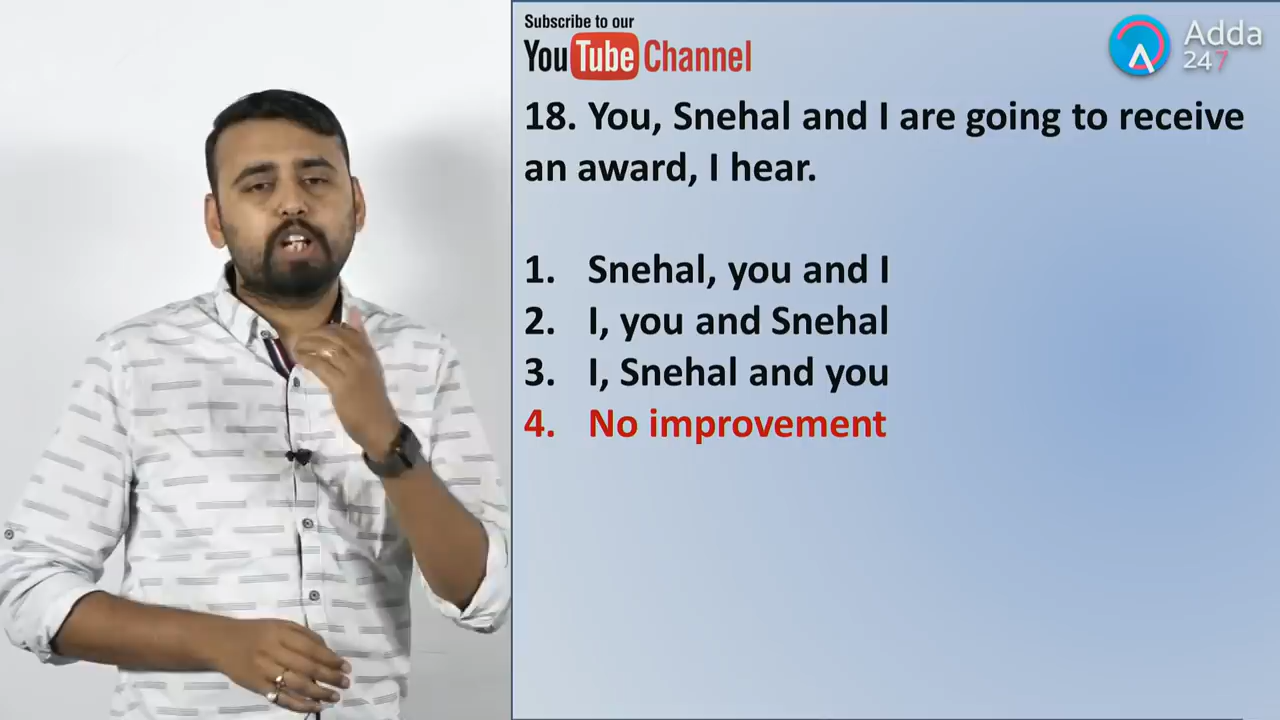 Subscribe to our
YouTube Channel
Adda
247
18. You, Snehal and I are going to receive
an award, I hear.
1. Snehal, you and I
2. I, you and Snehal
3. I, Snehal and you
4. No improvement